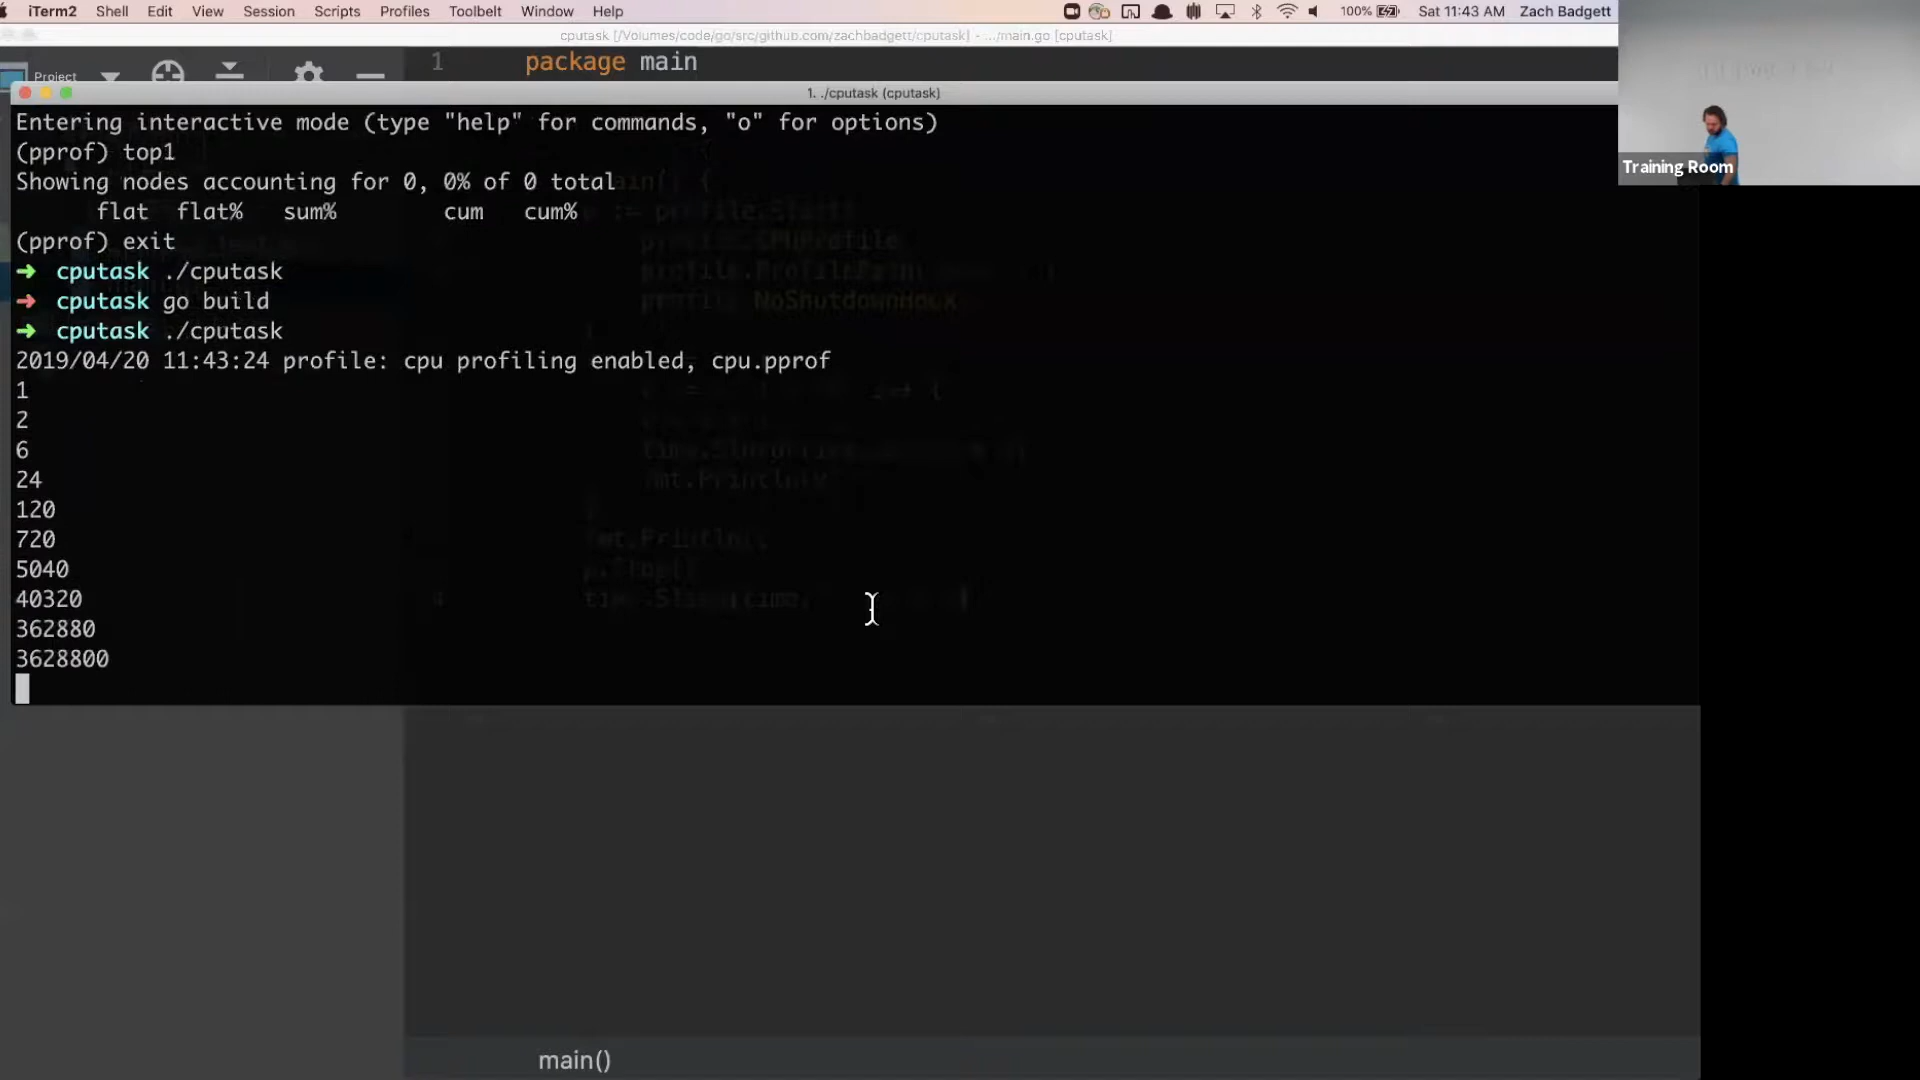 iTerm2 Shell Edit View Session Scripts Profiles Toolbelt Window Help 100% Sat 11:43 AM Zach Badgett
cputask [/Volumes/code/go/src/github.com/zachbadgett/cputask] - .../main.go [cputask]
Project
1 package main
1. ./cputask (cputask)
Entering interactive mode (type "help" for commands, "o" for options)
(pprof) top1
Showing nodes accounting for 0, 0% of 0 total
flat flat% sum% cum cum%
(pprof) exit
➜ cputask ./cputask
➜ cputask go build
➜ cputask ./cputask
2019/04/20 11:43:24 profile: cpu profiling enabled, cpu.pprof
1
2
6
24
120
720
5040
40320
362880
3628800
main()
Training Room